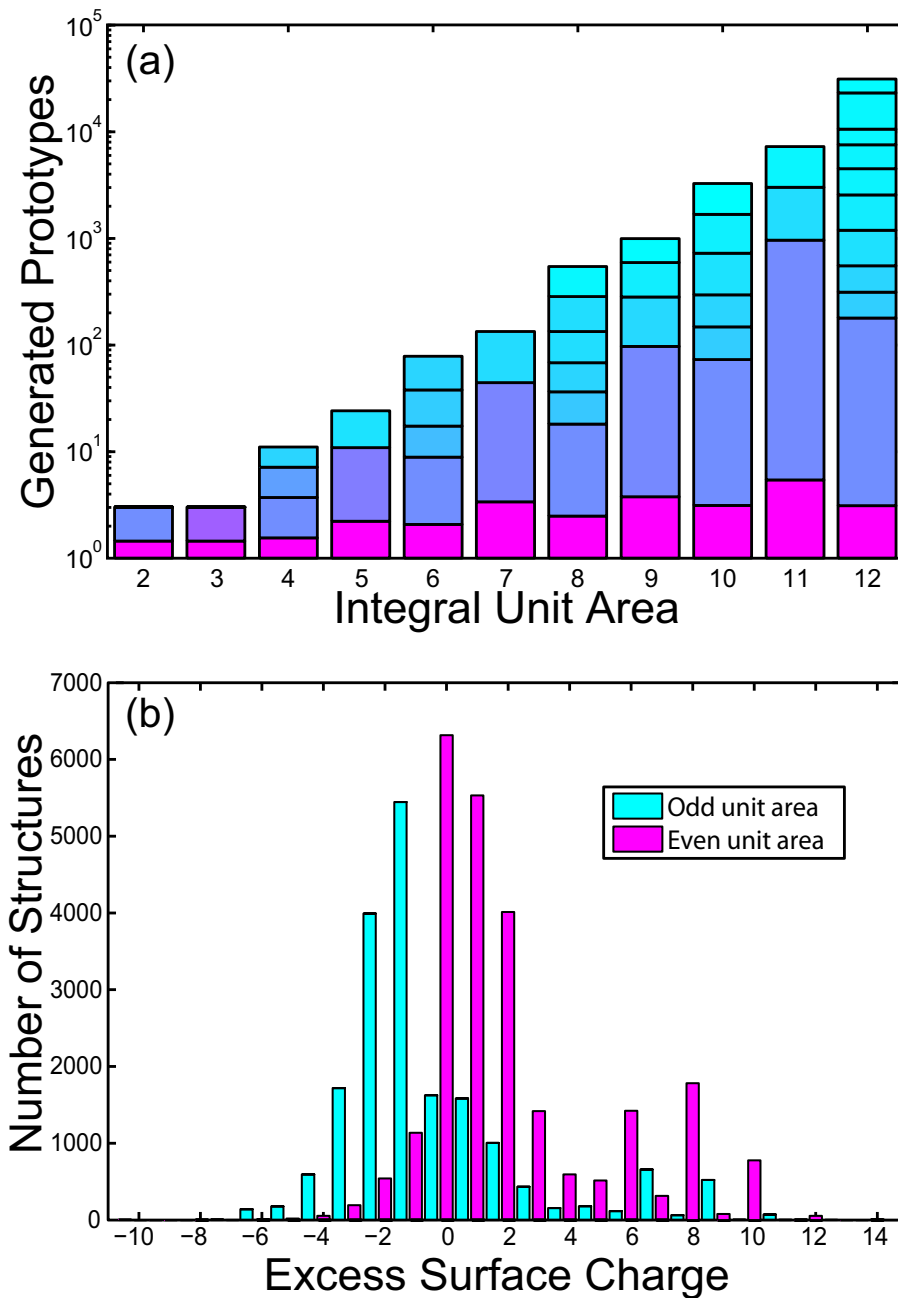 (a)
Generated Prototypes
10^5
10^4
10^3
10^2
10^1
10^0
2 3 4 5 6 7 8 9 10 11 12
Integral Unit Area
(b)
Number of Structures
7000
6000
5000
4000
3000
2000
1000
0
Odd unit area
Even unit area
−10 −8 −6 −4 −2 0 2 4 6 8 10 12 14
Excess Surface Charge